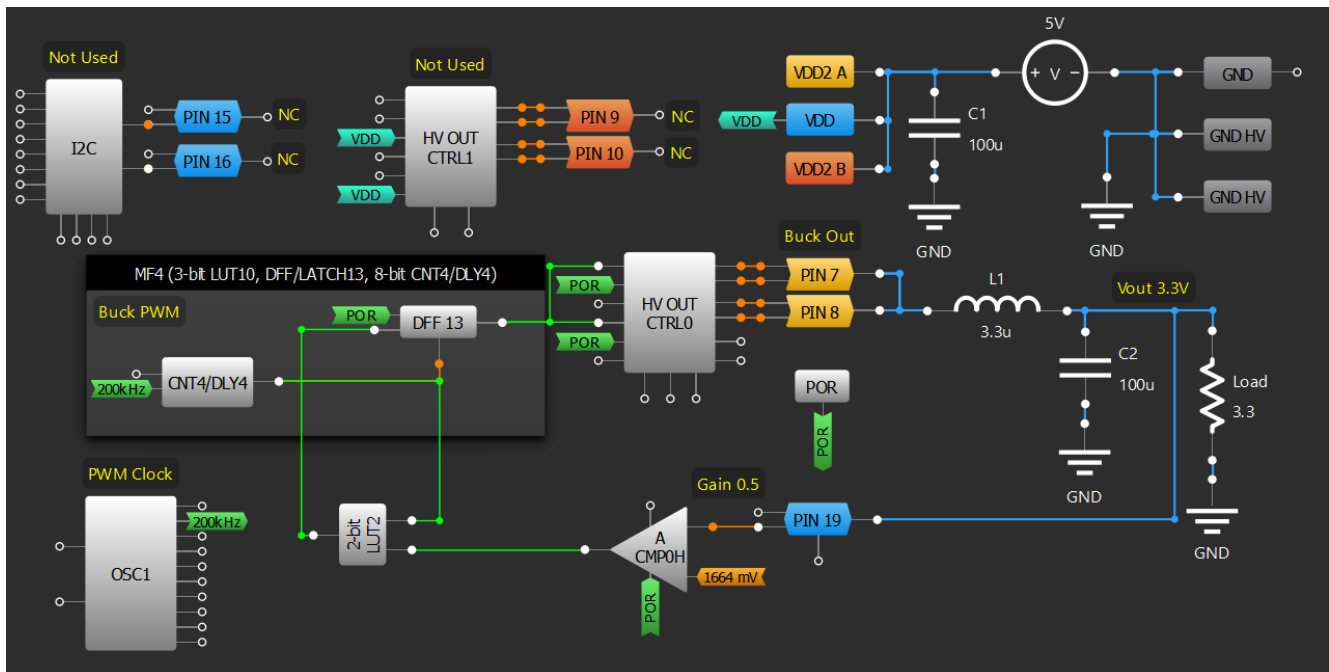 Not Used
I2C
PIN 15
NC
PIN 16
NC
Not Used
VDD
VDD
HV OUT
CTRL1
PIN 9
NC
PIN 10
NC
5V
VDD2 A
VDD
VDD
VDD2 B
C1
100u
+ V -
GND
GND HV
GND HV
GND
GND
MF4 (3-bit LUT10, DFF/LATCH13, 8-bit CNT4/DLY4)
Buck PWM
POR
DFF 13
200kHz
CNT4/DLY4
POR
POR
HV OUT
CTRL0
Buck Out
PIN 7
PIN 8
L1
3.3u
Vout 3.3V
C2
100u
GND
Load
3.3
GND
POR
POR
PWM Clock
OSC1
200kHz
2-bit
LUT2
Gain 0.5
A
CMP0H
1664 mV
POR
PIN 19